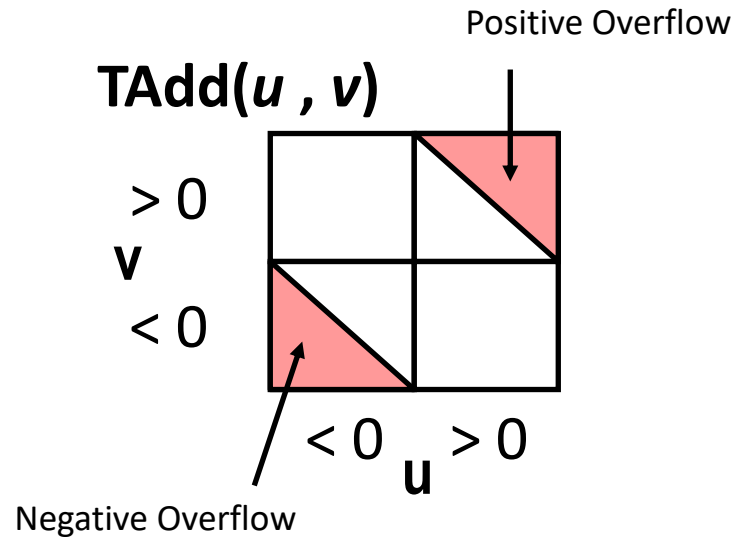 Positive Overflow
TAdd(u , v)
> 0
v
< 0
< 0
> 0
u
Negative Overflow